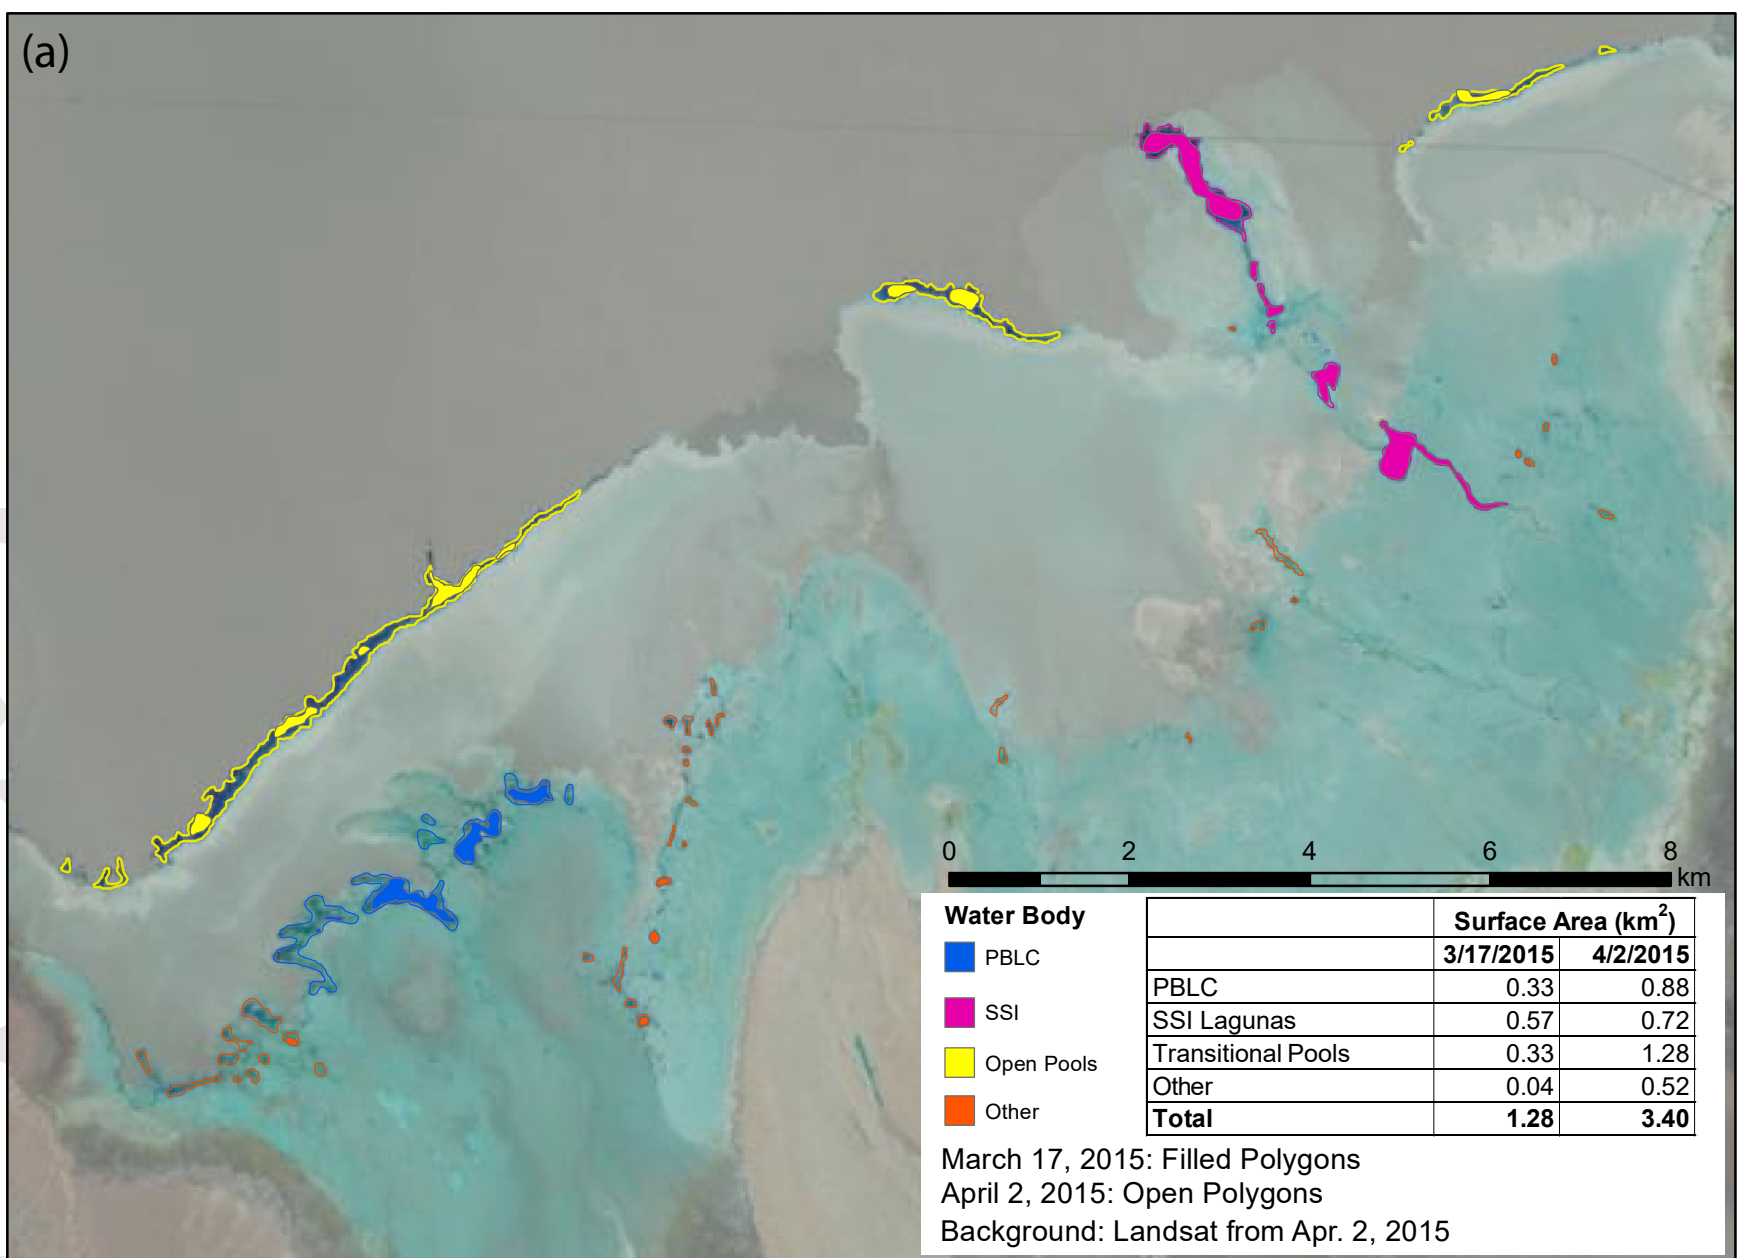 (a)
0 2 4 6 8
km
Water Body
PBLC
SSI
Open Pools
Other
Surface Area (km²)
3/17/2015 4/2/2015
PBLC 0.33 0.88
SSI Lagunas 0.57 0.72
Transitional Pools 0.33 1.28
Other 0.04 0.52
Total 1.28 3.40
March 17, 2015: Filled Polygons
April 2, 2015: Open Polygons
Background: Landsat from Apr. 2, 2015